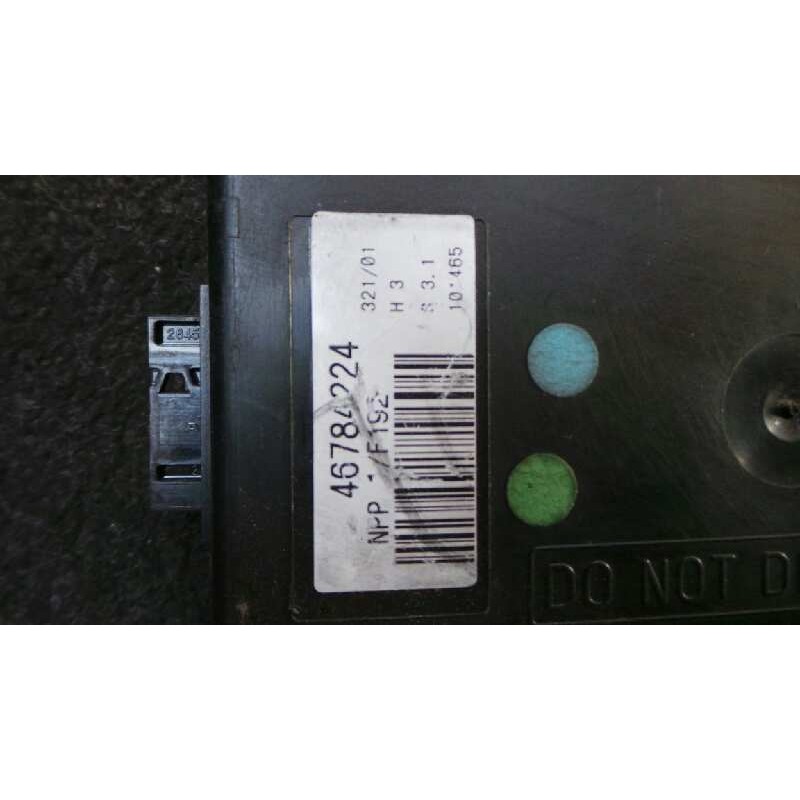 46784224
NPP
/F192
321/01
H 3
S 3.1
10*465
DO NOT D